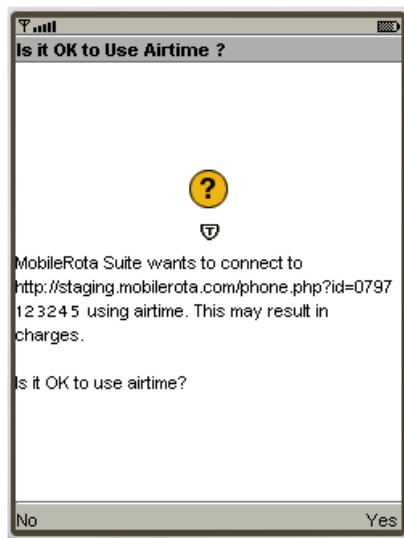 Is it OK to Use Airtime ?
?
T
MobileRota Suite wants to connect to
http://staging.mobilerota.com/phone.php?id=0797
123245 using airtime. This may result in
charges.
Is it OK to use airtime?
No Yes